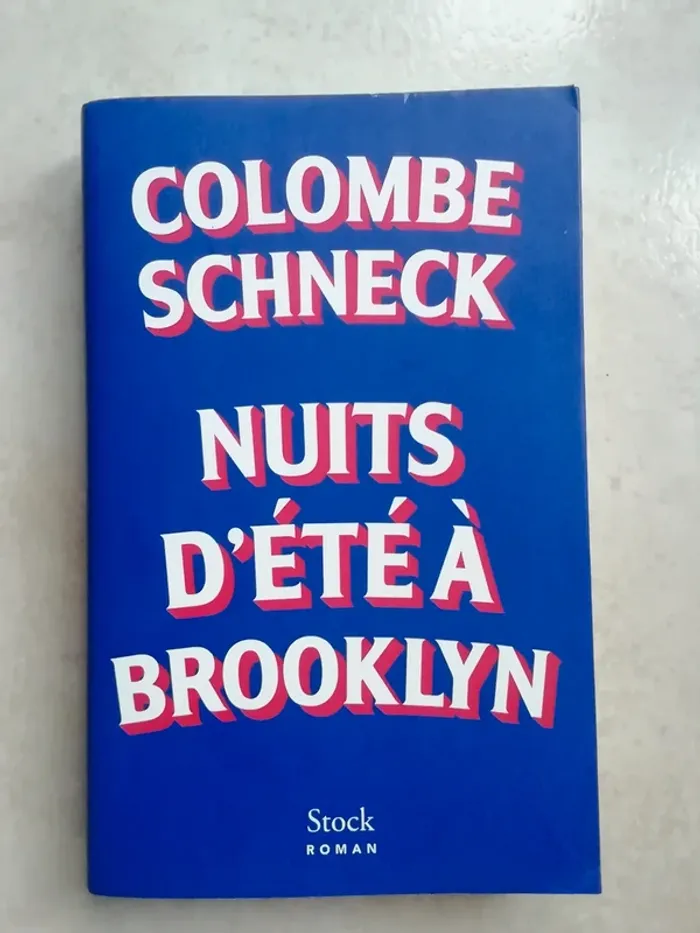 COLOMBE
SCHNECK
NUITS
D'ÉTÉ À
BROOKLYN
Stock
ROMAN